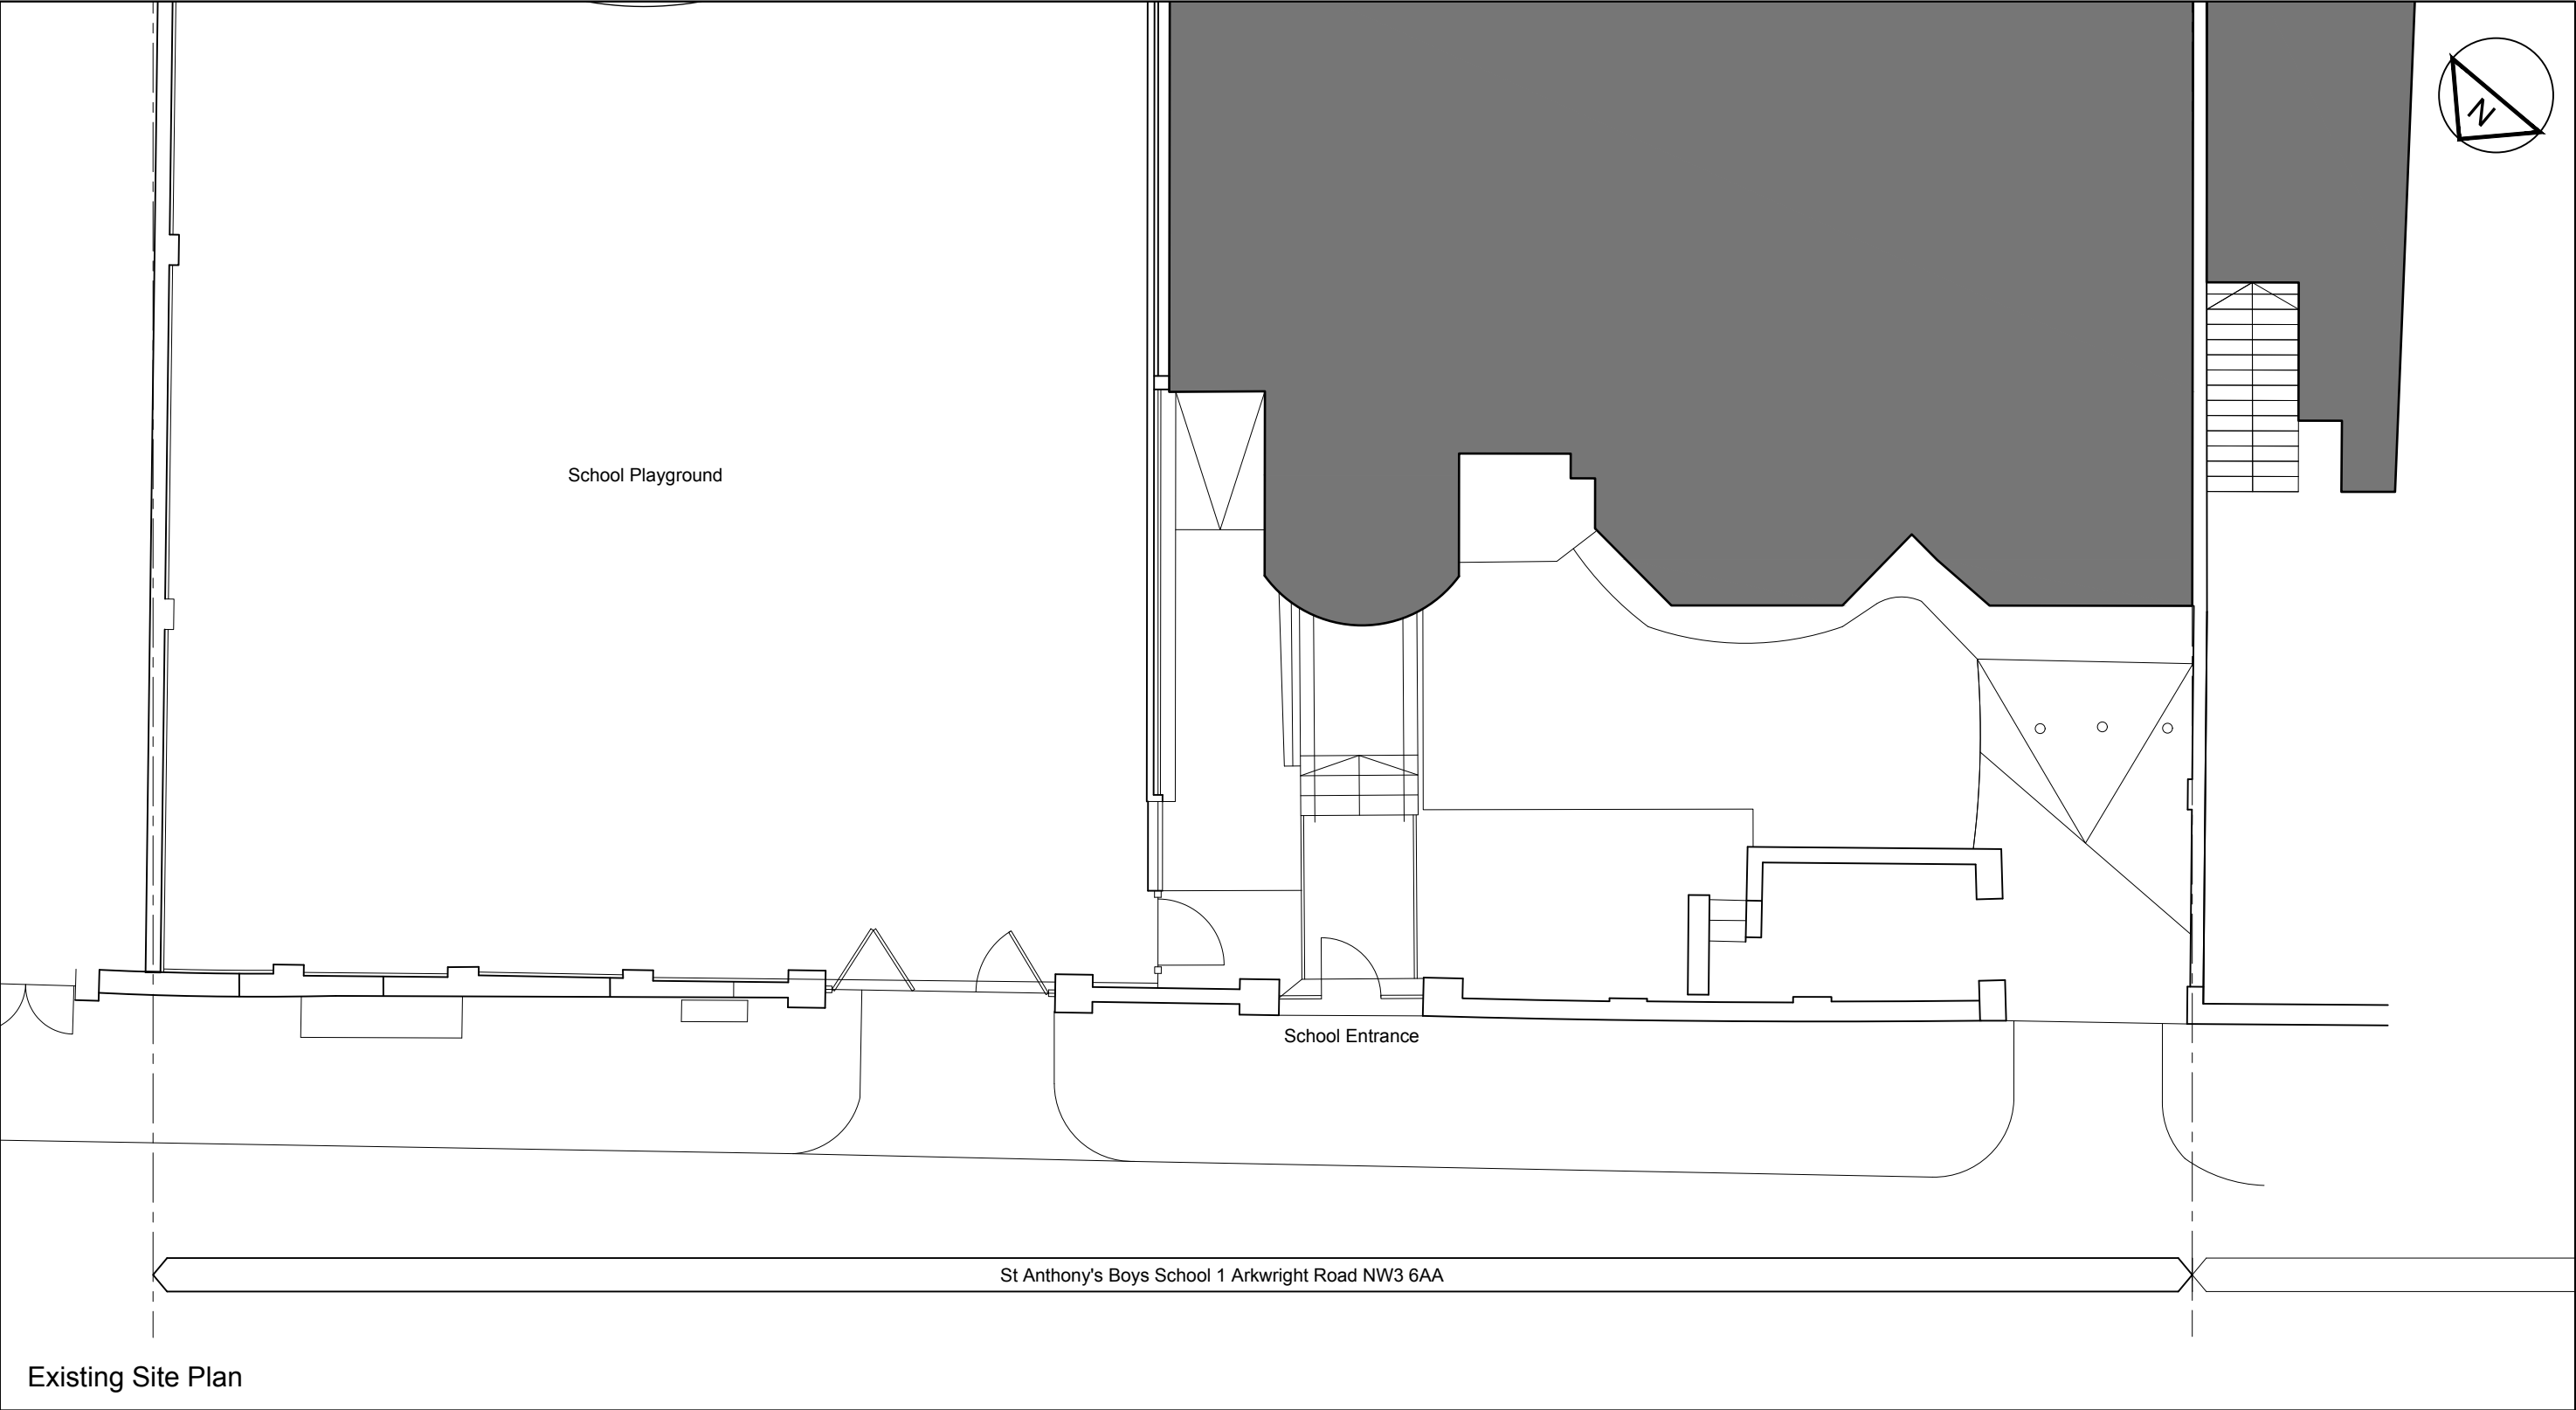 N
School Playground
School Entrance
St Anthony's Boys School 1 Arkwright Road NW3 6AA
Existing Site Plan